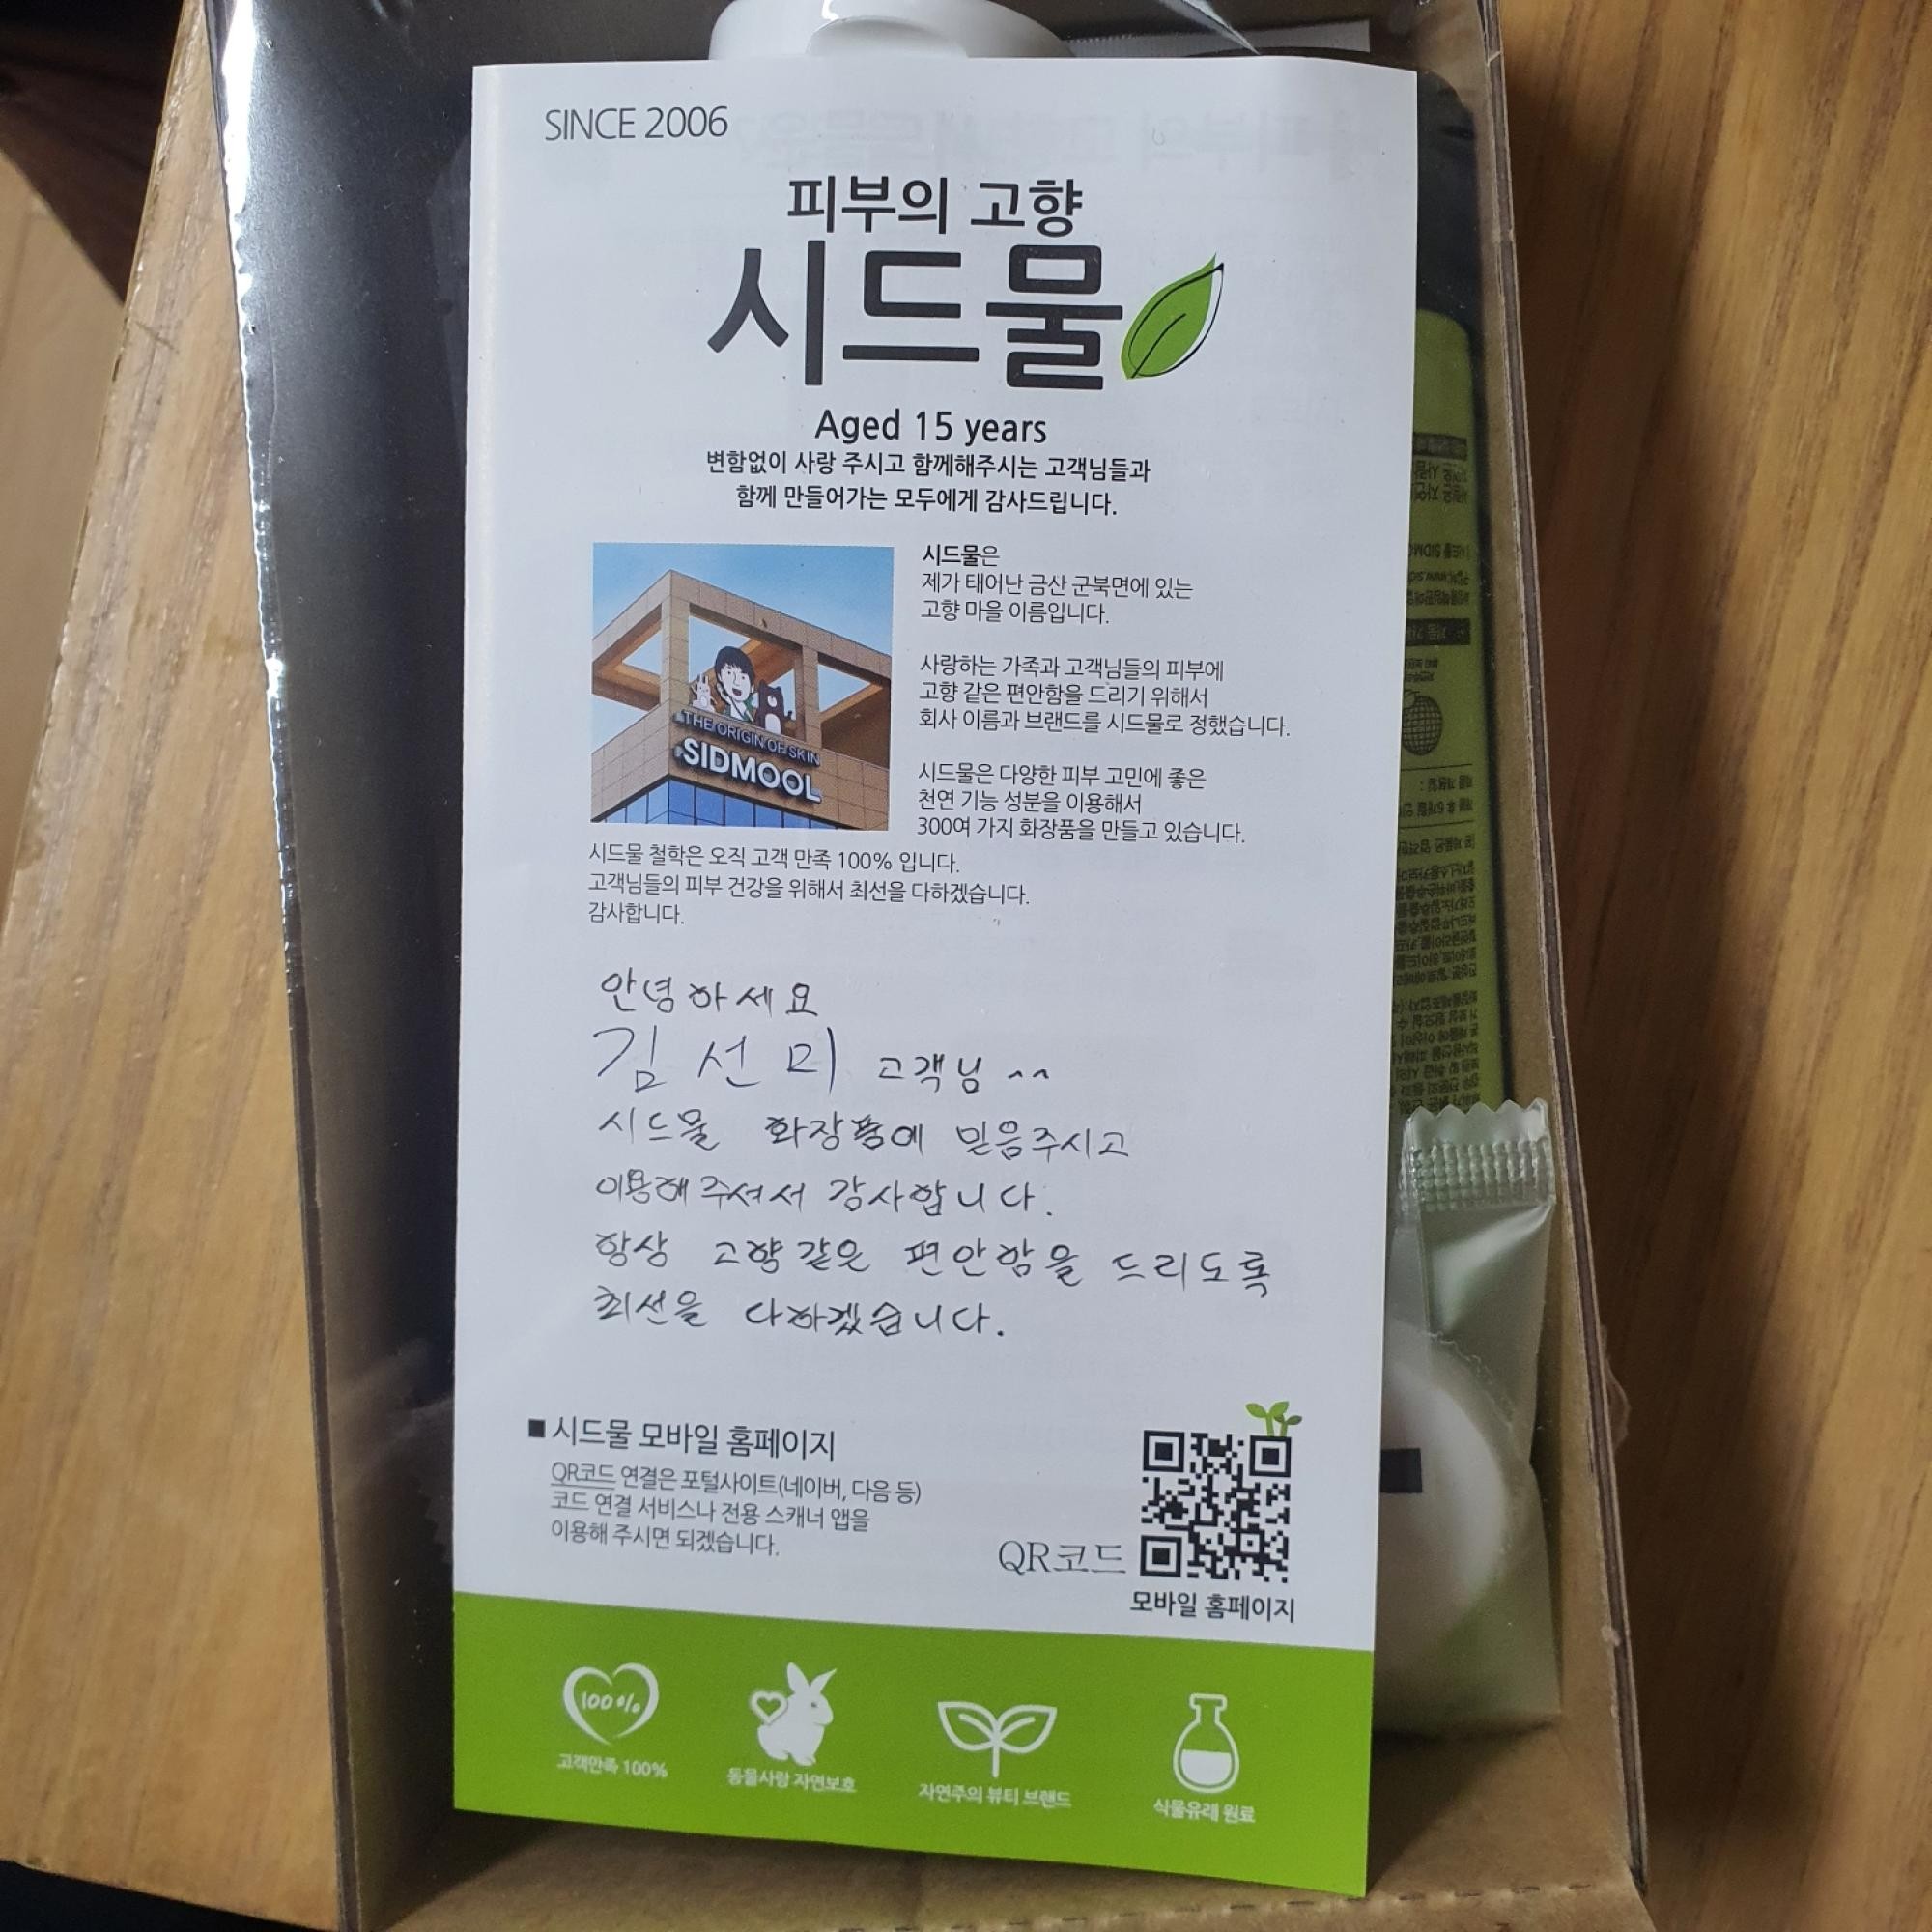 SINCE 2006
피부의 고향
시드물
Aged 15 years
변함없이 사랑 주시고 함께해주시는 고객님들과
함께 만들어가는 모두에게 감사드립니다.
THE ORIGIN OF SKIN
SIDMOOL
시드물은
제가 태어난 금산 군북면에 있는
고향 마을 이름입니다.
사랑하는 가족과 고객님들의 피부에
고향 같은 편안함을 드리기 위해서
회사 이름과 브랜드를 시드물로 정했습니다.
시드물은 다양한 피부 고민에 좋은
천연 기능 성분을 이용해서
300여 가지 화장품을 만들고 있습니다.
시드물 철학은 오직 고객 만족 100% 입니다.
고객님들의 피부 건강을 위해서 최선을 다하겠습니다.
감사합니다.
안녕하세요
김선미 고객님 ^^
시드물 화장품에 믿음주시고
이용해주셔서 감사합니다.
항상 고향같은 편안함을 드리도록
최선을 다하겠습니다.
■ 시드물 모바일 홈페이지
QR코드 연결은 포털사이트(네이버, 다음 등)
코드 연결 서비스나 전용 스캐너 앱을
이용해 주시면 되겠습니다.
QR코드
모바일 홈페이지
100%
고객만족 100%
동물사랑 자연보호
자연주의 뷰티 브랜드
식물유래 원료